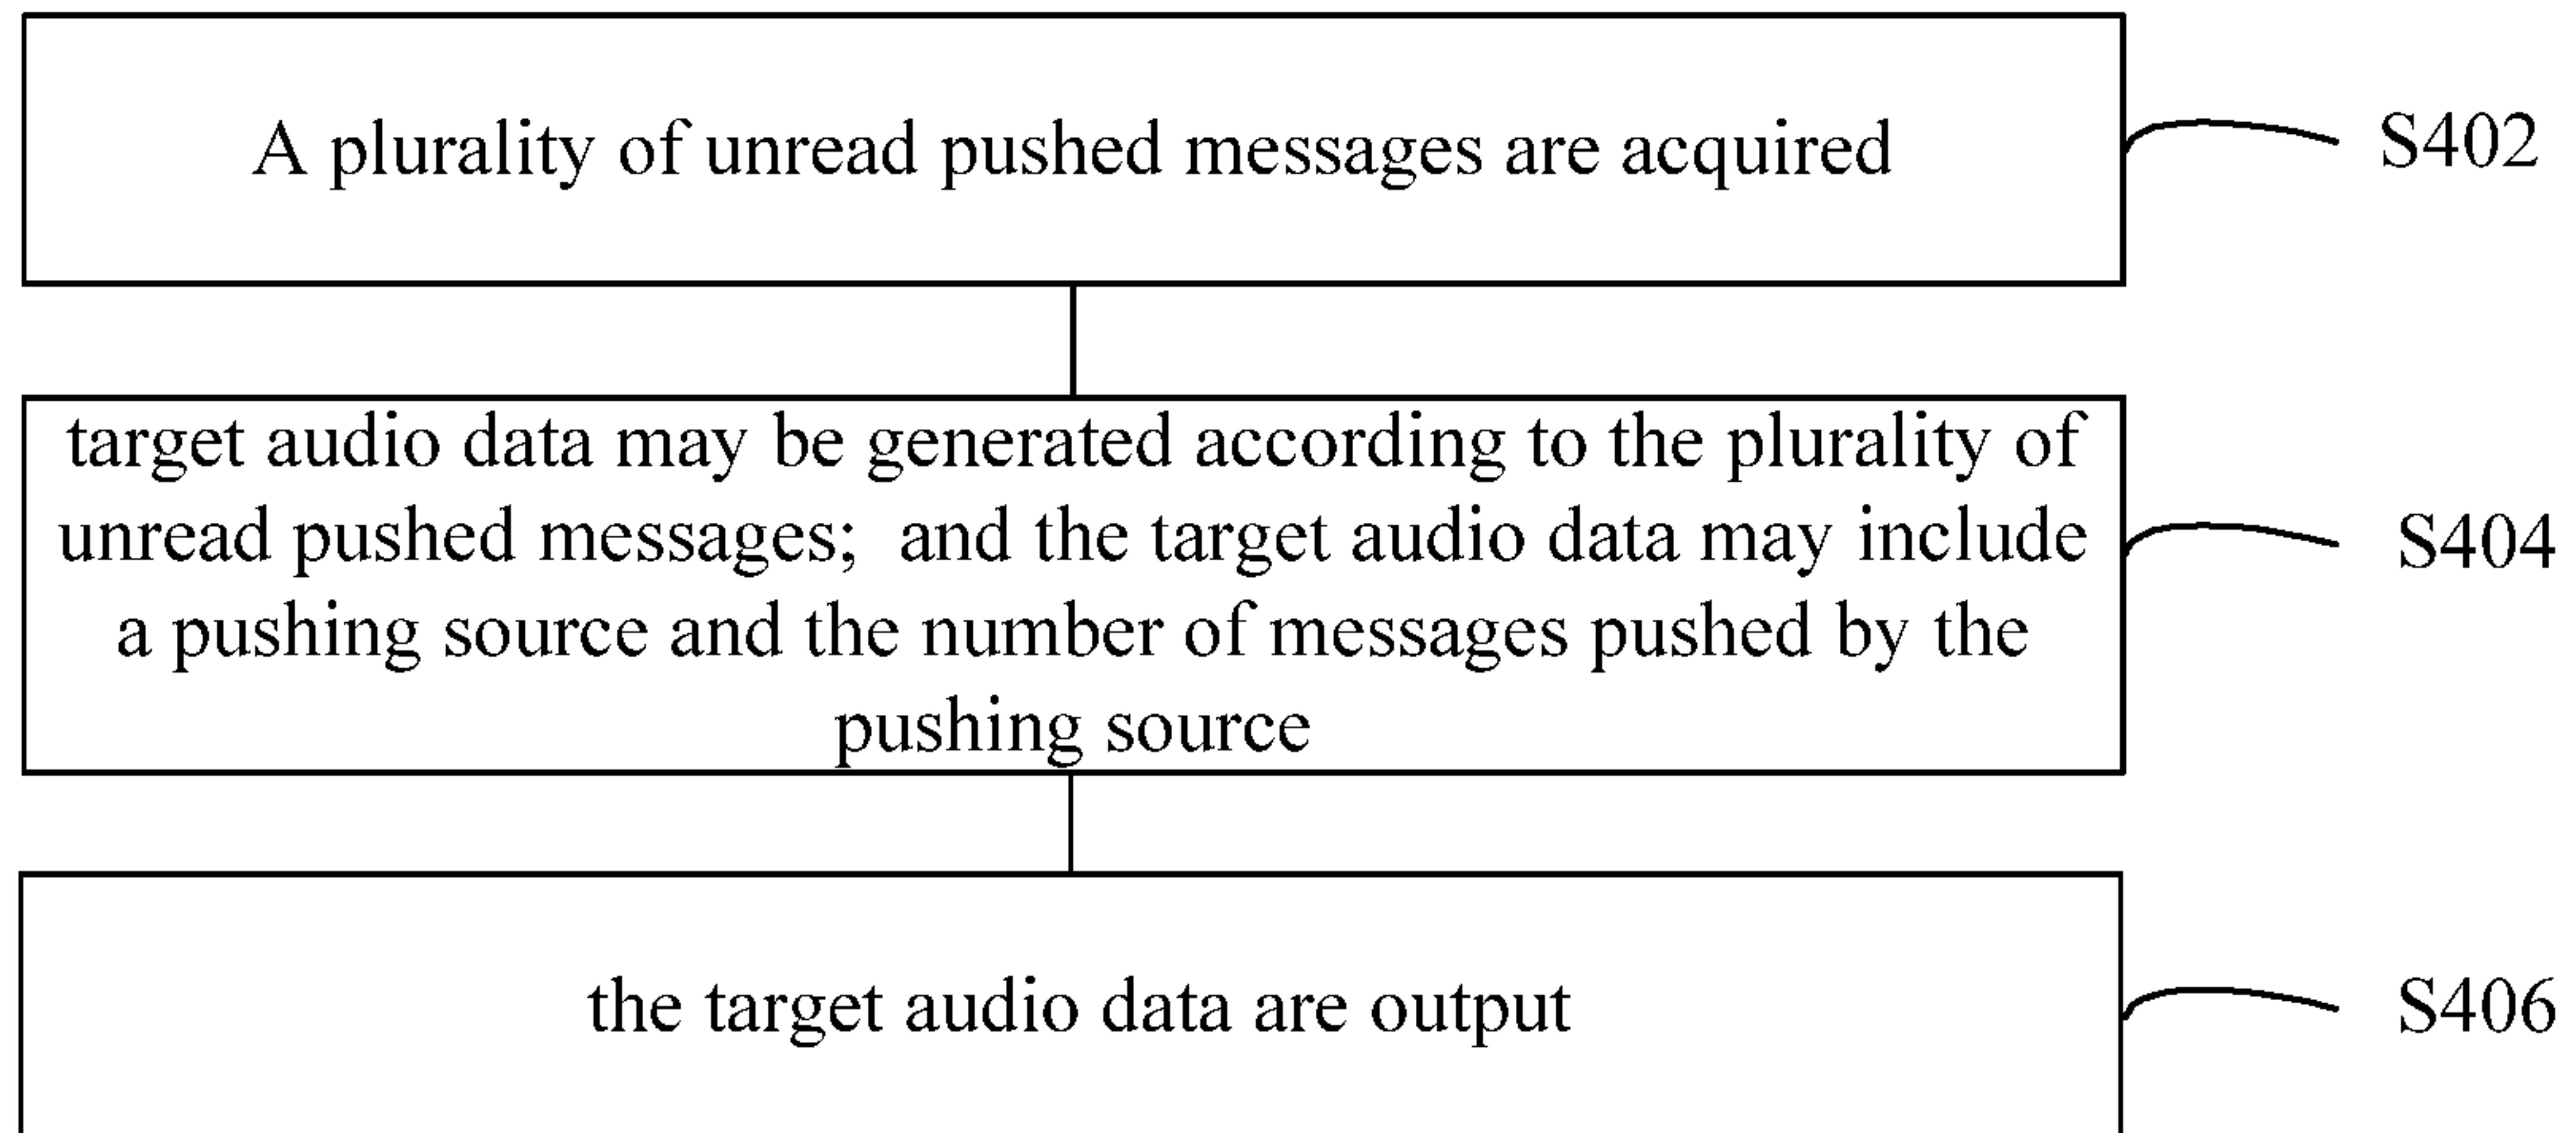 A plurality of unread pushed messages are acquired
S402
target audio data may be generated according to the plurality of
unread pushed messages;  and the target audio data may include
a pushing source and the number of messages pushed by the
pushing source
S404
the target audio data are output
S406